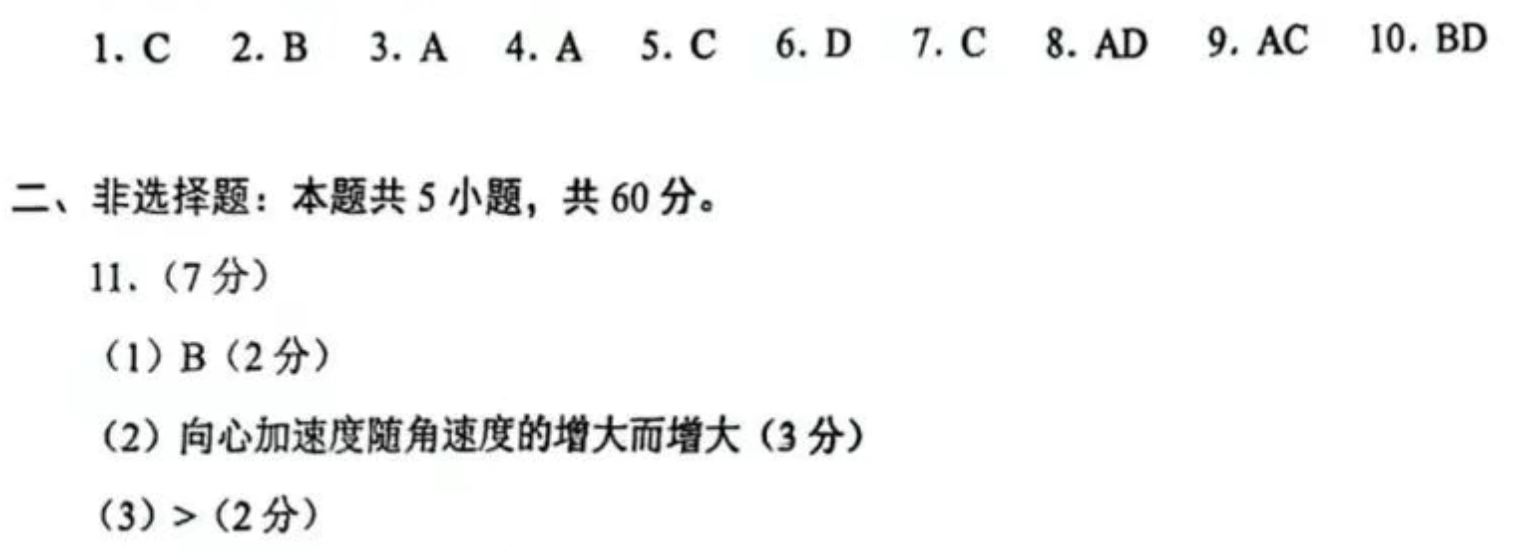 1. C 2. B 3. A 4. A 5. C 6. D 7. C 8. AD 9. AC 10. BD
二、非选择题：本题共 5 小题，共 60 分。
11.（7 分）
（1）B（2 分）
（2）向心加速度随角速度的增大而增大（3 分）
（3）>（2 分）